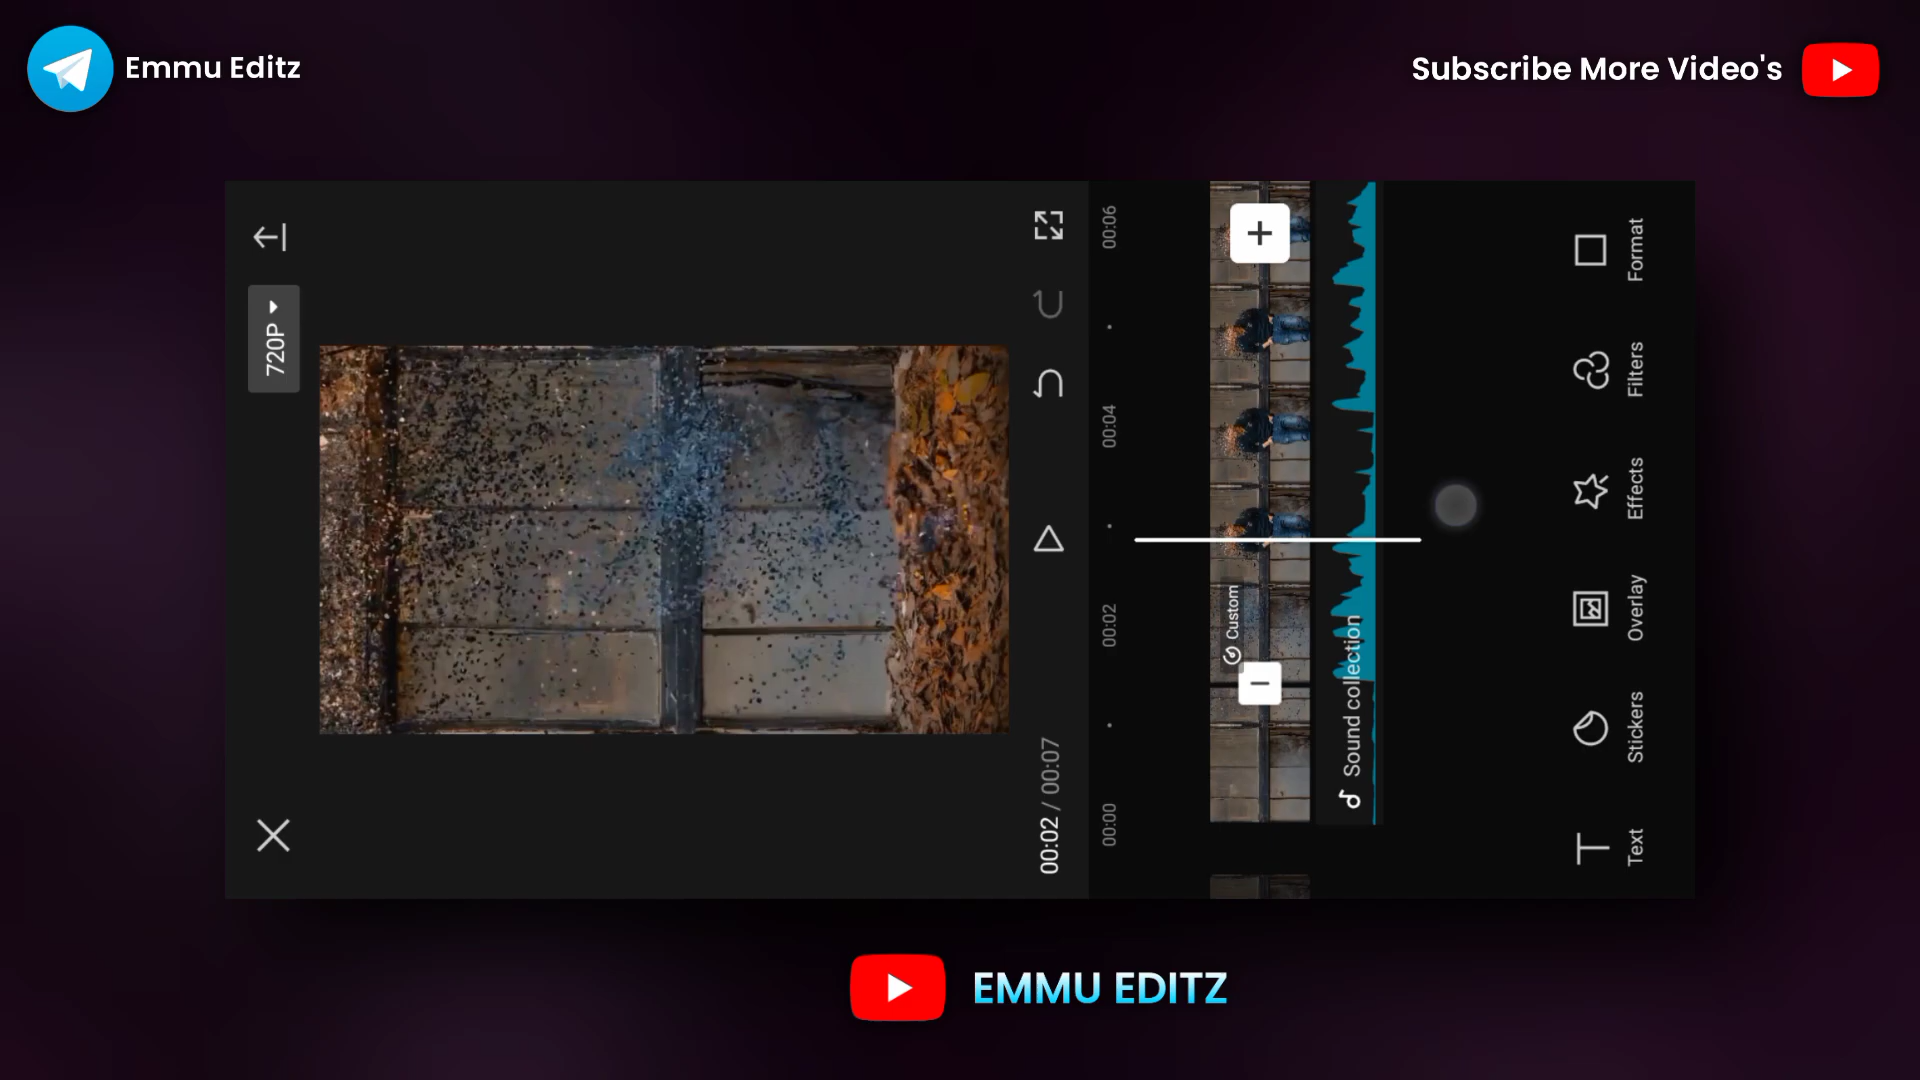 Emmu Editz
Subscribe More Video's
720P
00:02 / 00:07
00:00
00:02
00:04
00:06
Custom
Sound collection
Text
Stickers
Overlay
Effects
Filters
Format
EMMU EDITZ